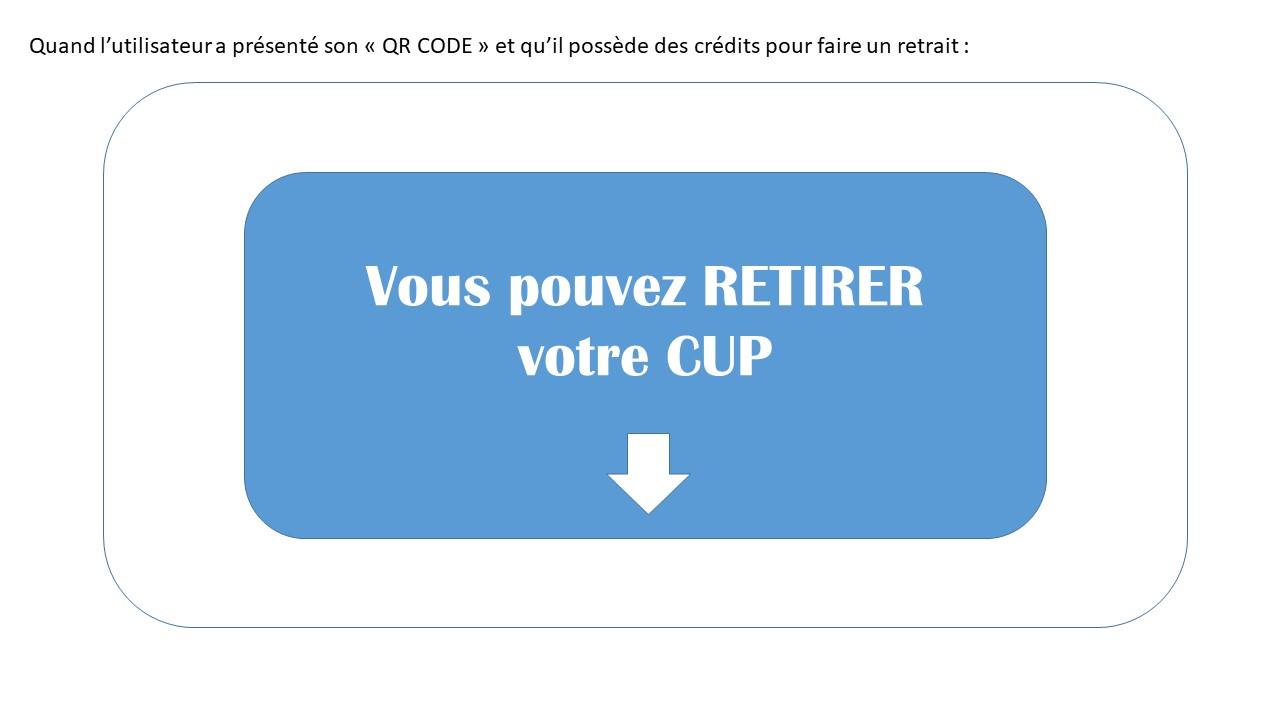 Quand l’utilisateur a présenté son « QR CODE » et qu’il possède des crédits pour faire un retrait :
Vous pouvez RETIRER
votre CUP